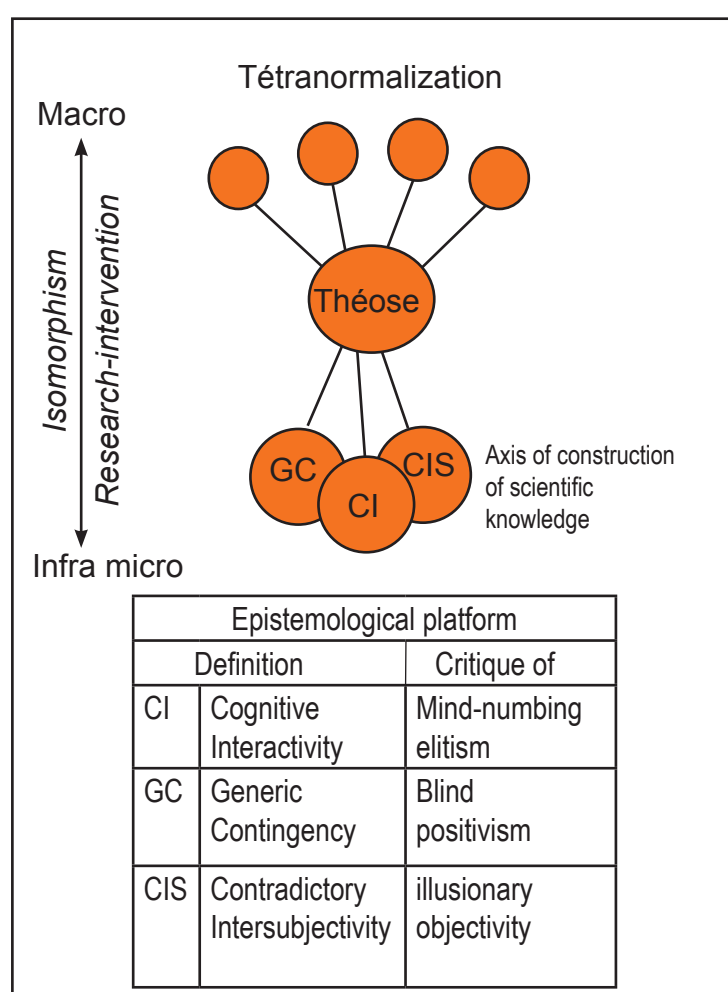 Tétranormalization
Macro
Isomorphism
Research-intervention
Théose
GC
CI
CIS
Axis of construction
of scientific
knowledge
Infra micro
Epistemological platform
Definition
Critique of
CI
Cognitive
Interactivity
Mind-numbing
elitism
GC
Generic
Contingency
Blind
positivism
CIS
Contradictory
Intersubjectivity
illusionary
objectivity